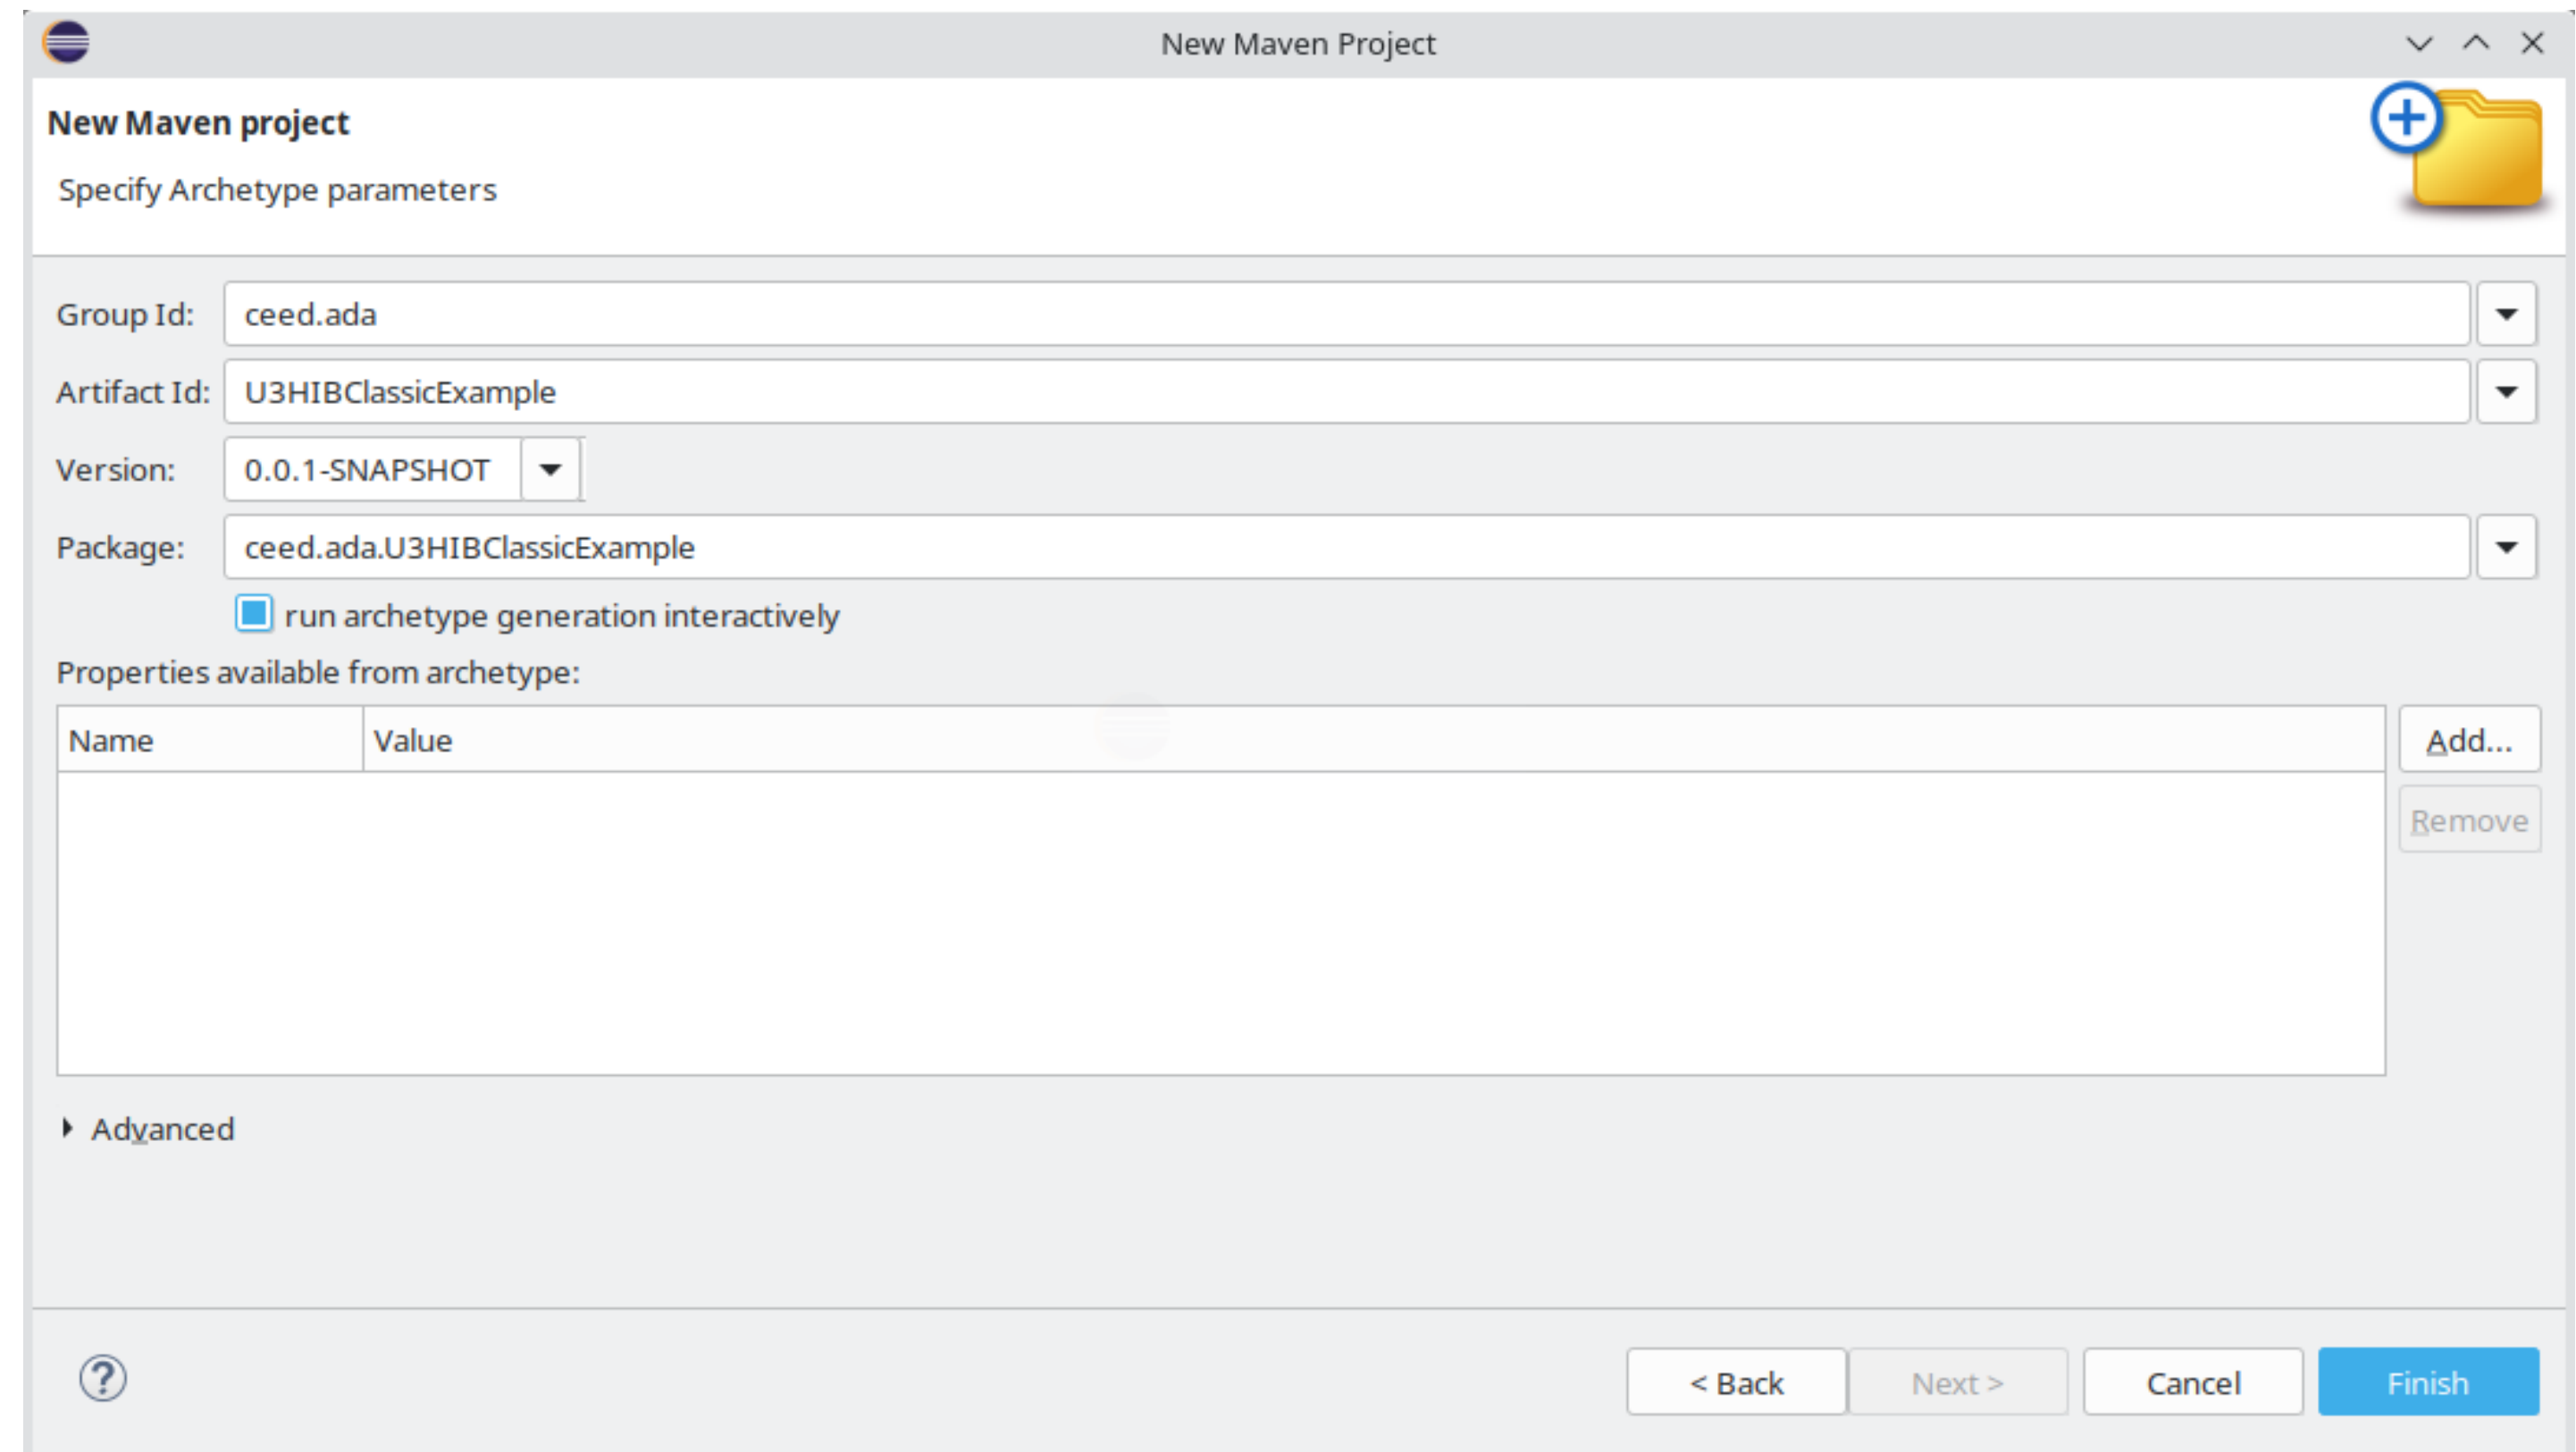 New Maven Project
New Maven project
Specify Archetype parameters
Group Id: ceed.ada
Artifact Id: U3HIBClassicExample
Version: 0.0.1-SNAPSHOT
Package: ceed.ada.U3HIBClassicExample
run archetype generation interactively
Properties available from archetype:
Name Value Add...
Remove
Advanced
? < Back Next > Cancel Finish